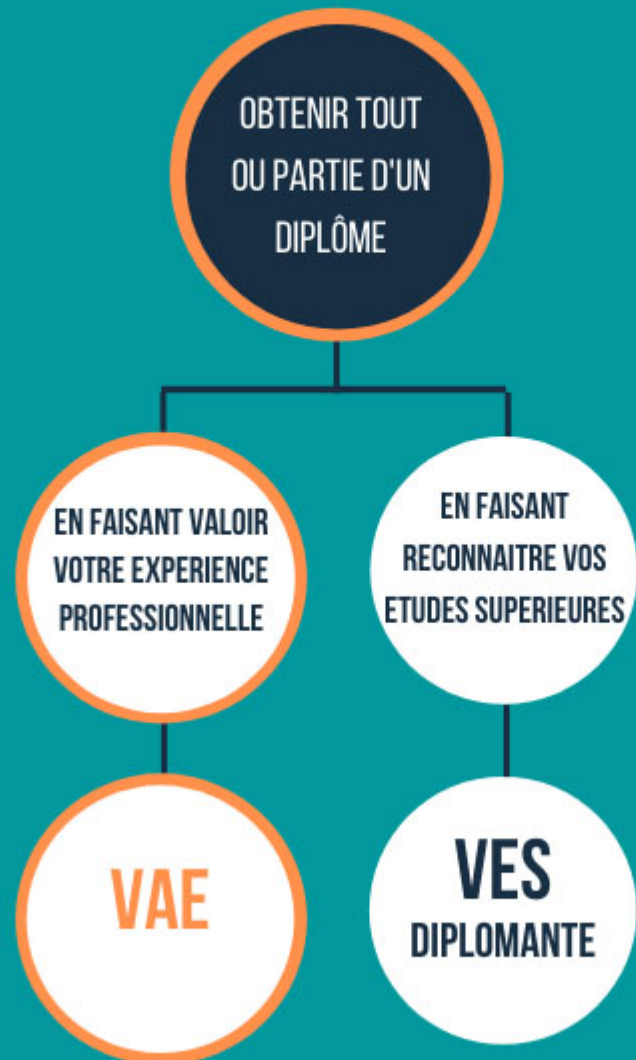 OBTENIR TOUT
OU PARTIE D'UN
DIPLÔME
EN FAISANT VALOIR
VOTRE EXPERIENCE
PROFESSIONNELLE
EN FAISANT
RECONNAITRE VOS
ETUDES SUPERIEURES
VAE
VES
DIPLOMANTE